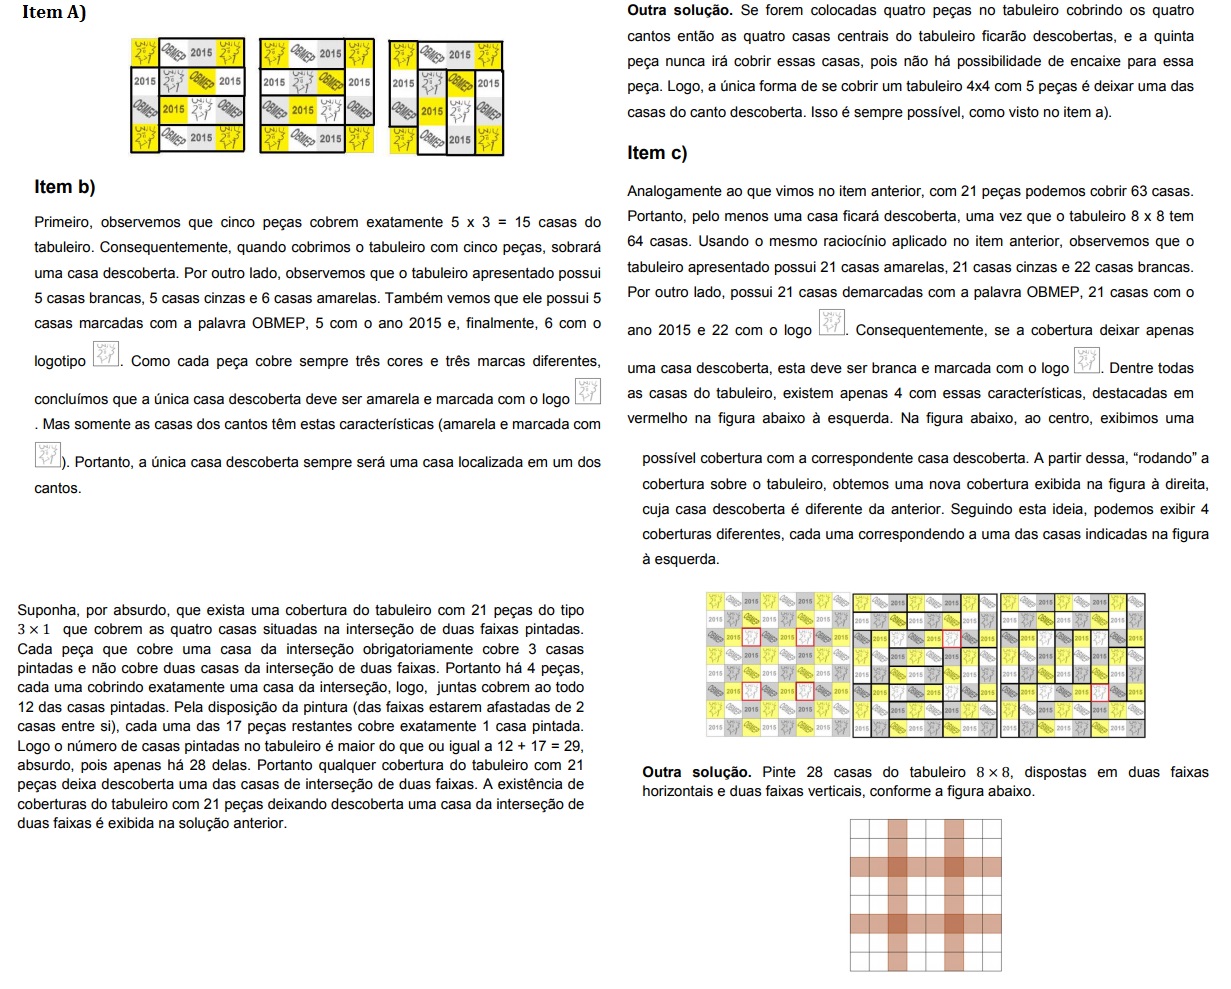 Item A)
OBMEP 2015 OBMEP 2015 OBMEP 2015
2015 OBMEP 2015 2015 OBMEP 2015 2015 OBMEP 2015
OBMEP 2015 OBMEP OBMEP 2015 OBMEP OBMEP 2015 OBMEP
OBMEP 2015 OBMEP 2015 OBMEP 2015
Item b)
Primeiro, observemos que cinco peças cobrem exatamente 5 x 3 = 15 casas do
tabuleiro. Consequentemente, quando cobrimos o tabuleiro com cinco peças, sobrará
uma casa descoberta. Por outro lado, observemos que o tabuleiro apresentado possui
5 casas brancas, 5 casas cinzas e 6 casas amarelas. Também vemos que ele possui 5
casas marcadas com a palavra OBMEP, 5 com o ano 2015 e, finalmente, 6 com o
logotipo . Como cada peça cobre sempre três cores e três marcas diferentes,
concluímos que a única casa descoberta deve ser amarela e marcada com o logo
. Mas somente as casas dos cantos têm estas características (amarela e marcada com
). Portanto, a única casa descoberta sempre será uma casa localizada em um dos
cantos.
Suponha, por absurdo, que exista uma cobertura do tabuleiro com 21 peças do tipo
3 × 1 que cobrem as quatro casas situadas na interseção de duas faixas pintadas.
Cada peça que cobre uma casa da interseção obrigatoriamente cobre 3 casas
pintadas e não cobre duas casas da interseção de duas faixas. Portanto há 4 peças,
cada uma cobrindo exatamente uma casa da interseção, logo, juntas cobrem ao todo
12 das casas pintadas. Pela disposição da pintura (das faixas estarem afastadas de 2
casas entre si), cada uma das 17 peças restantes cobre exatamente 1 casa pintada.
Logo o número de casas pintadas no tabuleiro é maior do que ou igual a 12 + 17 = 29,
absurdo, pois apenas há 28 delas. Portanto qualquer cobertura do tabuleiro com 21
peças deixa descoberta uma das casas de interseção de duas faixas. A existência de
coberturas do tabuleiro com 21 peças deixando descoberta uma casa da interseção de
duas faixas é exibida na solução anterior.
Outra solução. Se forem colocadas quatro peças no tabuleiro cobrindo os quatro
cantos então as quatro casas centrais do tabuleiro ficarão descobertas, e a quinta
peça nunca irá cobrir essas casas, pois não há possibilidade de encaixe para essa
peça. Logo, a única forma de se cobrir um tabuleiro 4x4 com 5 peças é deixar uma das
casas do canto descoberta. Isso é sempre possível, como visto no item a).
Item c)
Analogamente ao que vimos no item anterior, com 21 peças podemos cobrir 63 casas.
Portanto, pelo menos uma casa ficará descoberta, uma vez que o tabuleiro 8 x 8 tem
64 casas. Usando o mesmo raciocínio aplicado no item anterior, observemos que o
tabuleiro apresentado possui 21 casas amarelas, 21 casas cinzas e 22 casas brancas.
Por outro lado, possui 21 casas demarcadas com a palavra OBMEP, 21 casas com o
ano 2015 e 22 com o logo . Consequentemente, se a cobertura deixar apenas
uma casa descoberta, esta deve ser branca e marcada com o logo . Dentre todas
as casas do tabuleiro, existem apenas 4 com essas características, destacadas em
vermelho na figura abaixo à esquerda. Na figura abaixo, ao centro, exibimos uma
possível cobertura com a correspondente casa descoberta. A partir dessa, “rodando” a
cobertura sobre o tabuleiro, obtemos uma nova cobertura exibida na figura à direita,
cuja casa descoberta é diferente da anterior. Seguindo esta ideia, podemos exibir 4
coberturas diferentes, cada uma correspondendo a uma das casas indicadas na figura
à esquerda.
Outra solução. Pinte 28 casas do tabuleiro 8 × 8, dispostas em duas faixas
horizontais e duas faixas verticais, conforme a figura abaixo.